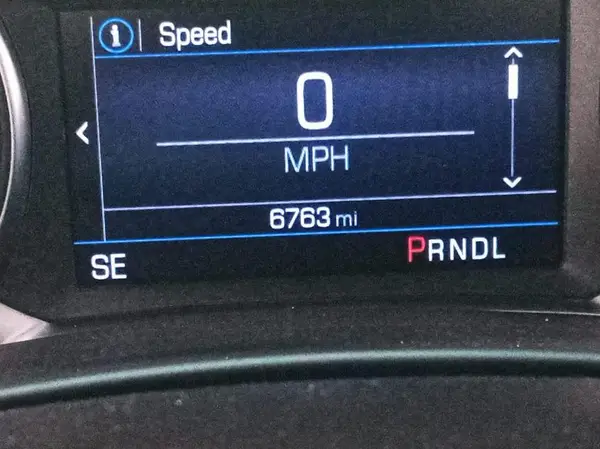 i Speed
0
MPH
6763 mi
SE PRNDL